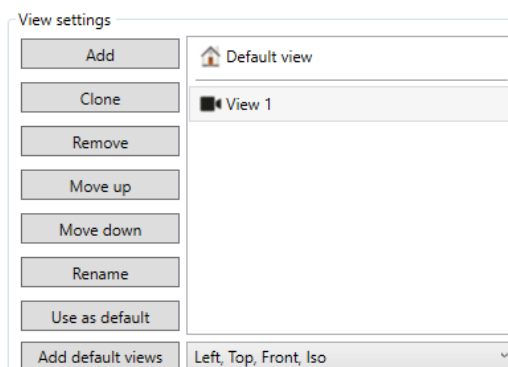 View settings
Add
Default view
Clone
View 1
Remove
Move up
Move down
Rename
Use as default
Add default views
Left, Top, Front, Iso